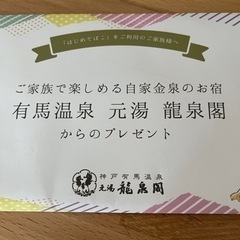 「はじめてばこ」をご利用のご家族様へ
ご家族で楽しめる自家金泉のお宿
有馬温泉 元湯 龍泉閣
からのプレゼント
神戸有馬温泉
元湯 龍泉閣